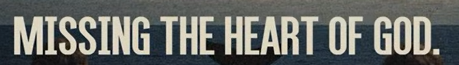 MISSING THE HEART OF GOD.